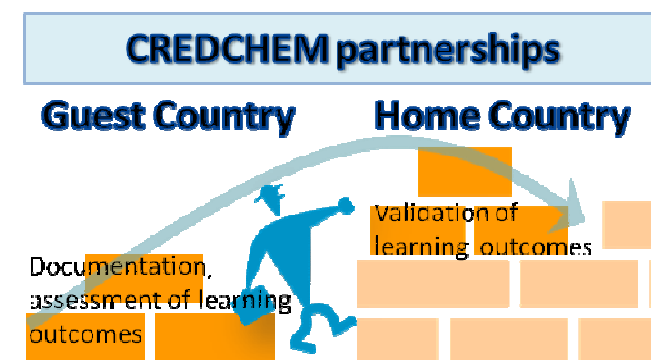 CREDCHEM partnerships
Guest Country
Home Country
Validation of
learning outcomes
Documentation,
assessment of learning
outcomes